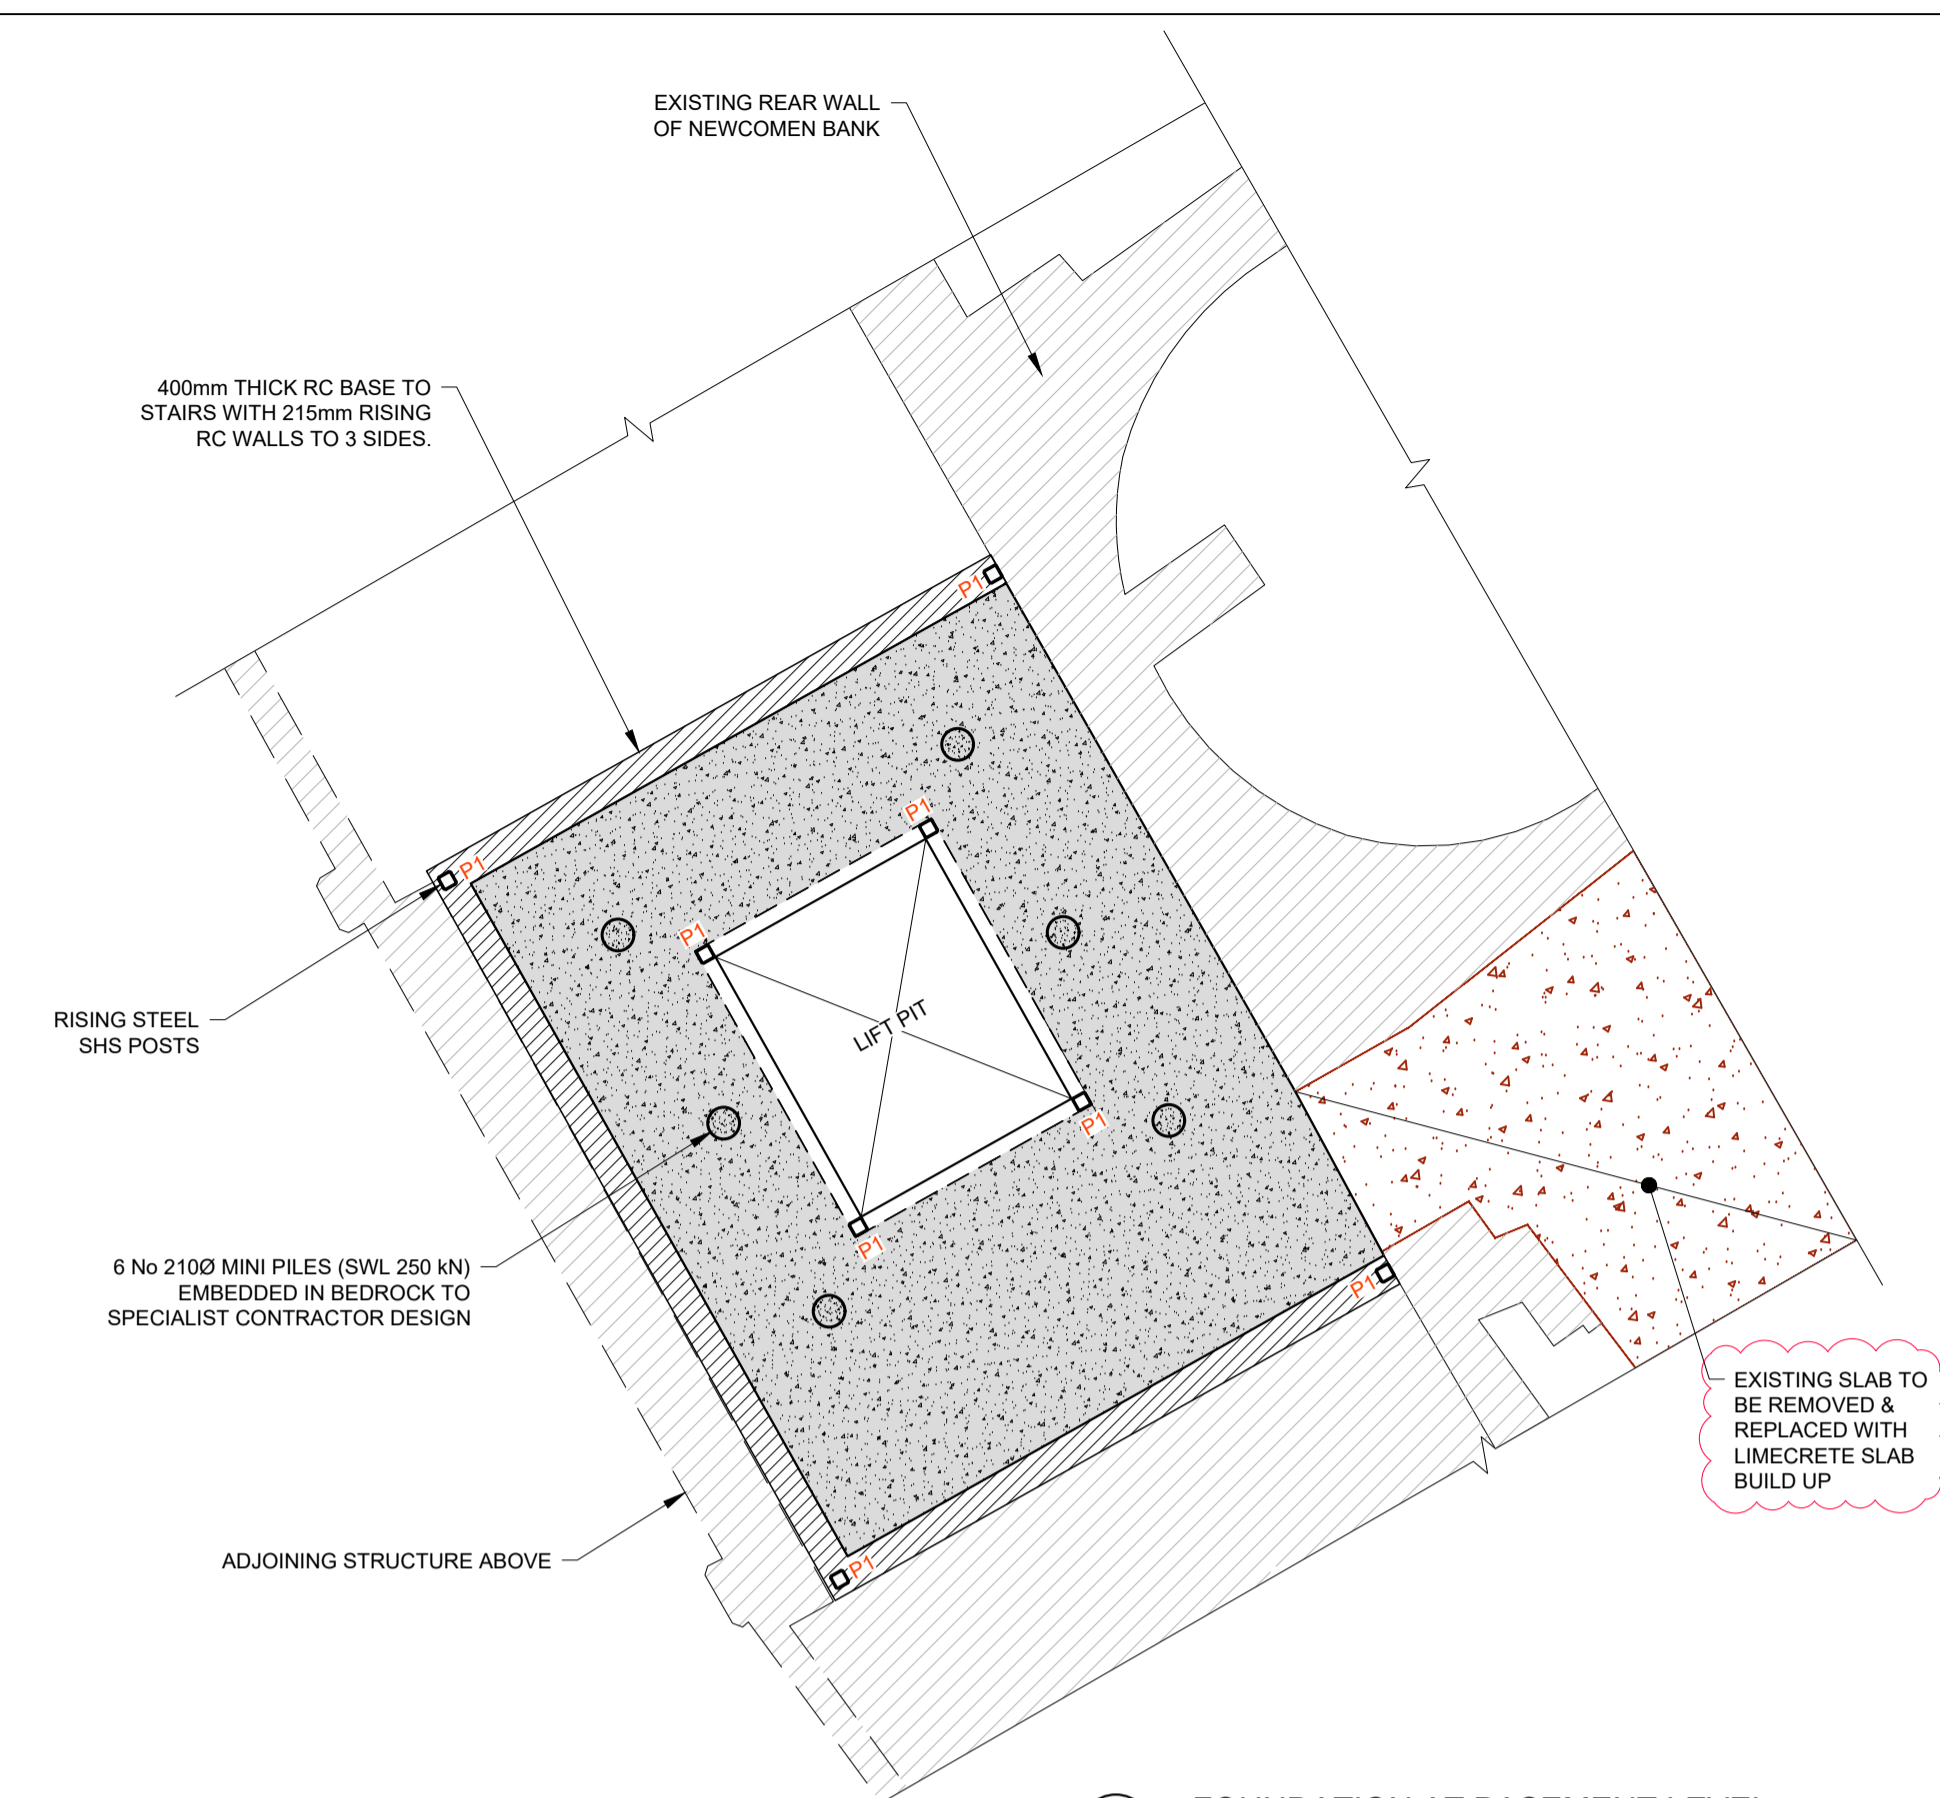 EXISTING REAR WALL
OF NEWCOMEN BANK
400mm THICK RC BASE TO
STAIRS WITH 215mm RISING
RC WALLS TO 3 SIDES.
P1
P1
P1
P1
LIFT PIT
RISING STEEL
SHS POSTS
P1
P1
6 No 210Ø MINI PILES (SWL 250 kN)
EMBEDDED IN BEDROCK TO
SPECIALIST CONTRACTOR DESIGN
P1
EXISTING SLAB TO
BE REMOVED &
REPLACED WITH
LIMECRETE SLAB
BUILD UP
ADJOINING STRUCTURE ABOVE
P1